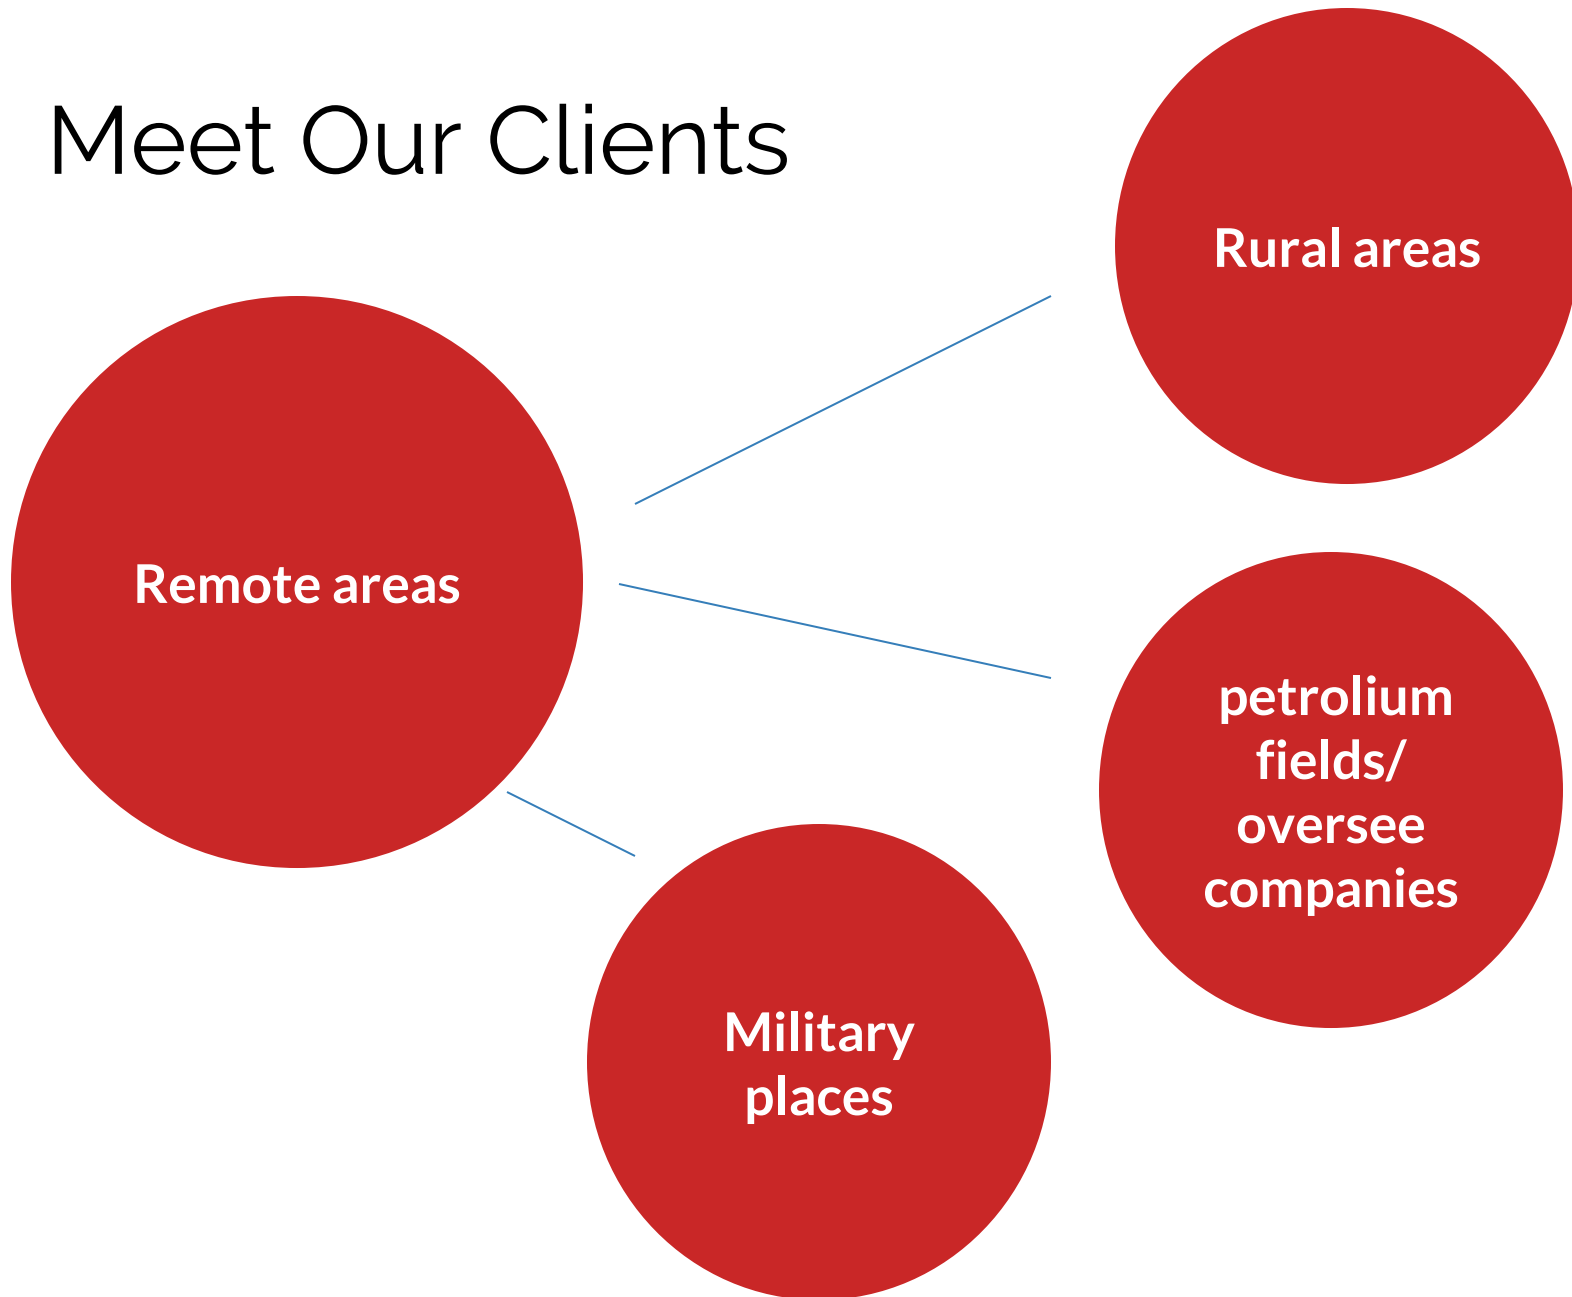 Meet Our Clients
Rural areas
Remote areas
petrolium
fields/
oversee
companies
Military
places